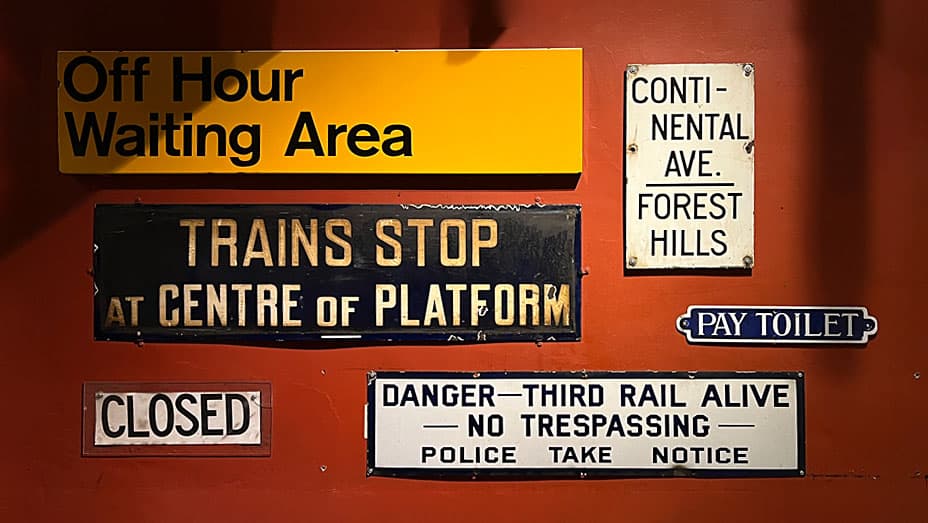 Off Hour
Waiting Area
CONTI-
NENTAL
AVE.
FOREST
HILLS
TRAINS STOP
AT CENTRE OF PLATFORM
PAY TOILET
CLOSED
DANGER—THIRD RAIL ALIVE
— NO TRESPASSING —
POLICE TAKE NOTICE